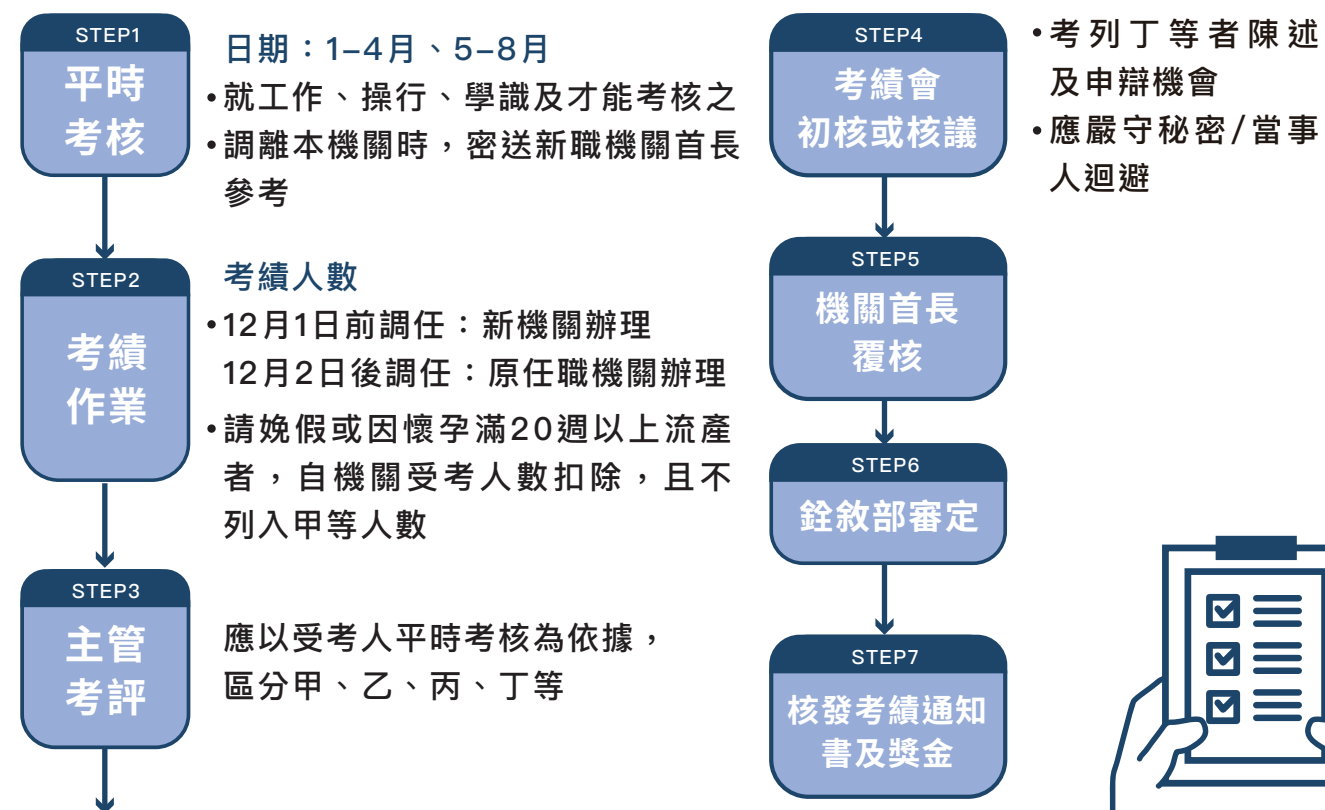 STEP1
平時
考核
日期：1–4月、5–8月
•就工作、操行、學識及才能考核之
•調離本機關時，密送新職機關首長
參考
STEP2
考績
作業
考績人數
•12月1日前調任：新機關辦理
12月2日後調任：原任職機關辦理
•請娩假或因懷孕滿20週以上流產
者，自機關受考人數扣除，且不
列入甲等人數
STEP3
主管
考評
應以受考人平時考核為依據，
區分甲、乙、丙、丁等
STEP4
考績會
初核或核議
•考列丁等者陳述
及申辯機會
•應嚴守秘密/當事
人迴避
STEP5
機關首長
覆核
STEP6
銓敘部審定
STEP7
核發考績通知
書及獎金